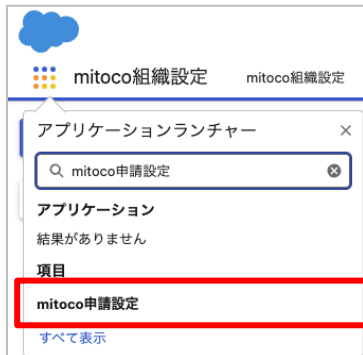 mitoco組織設定 mitoco組織設定
アプリケーションランチャー
mitoco申請設定
アプリケーション
結果がありません
項目
mitoco申請設定
すべて表示